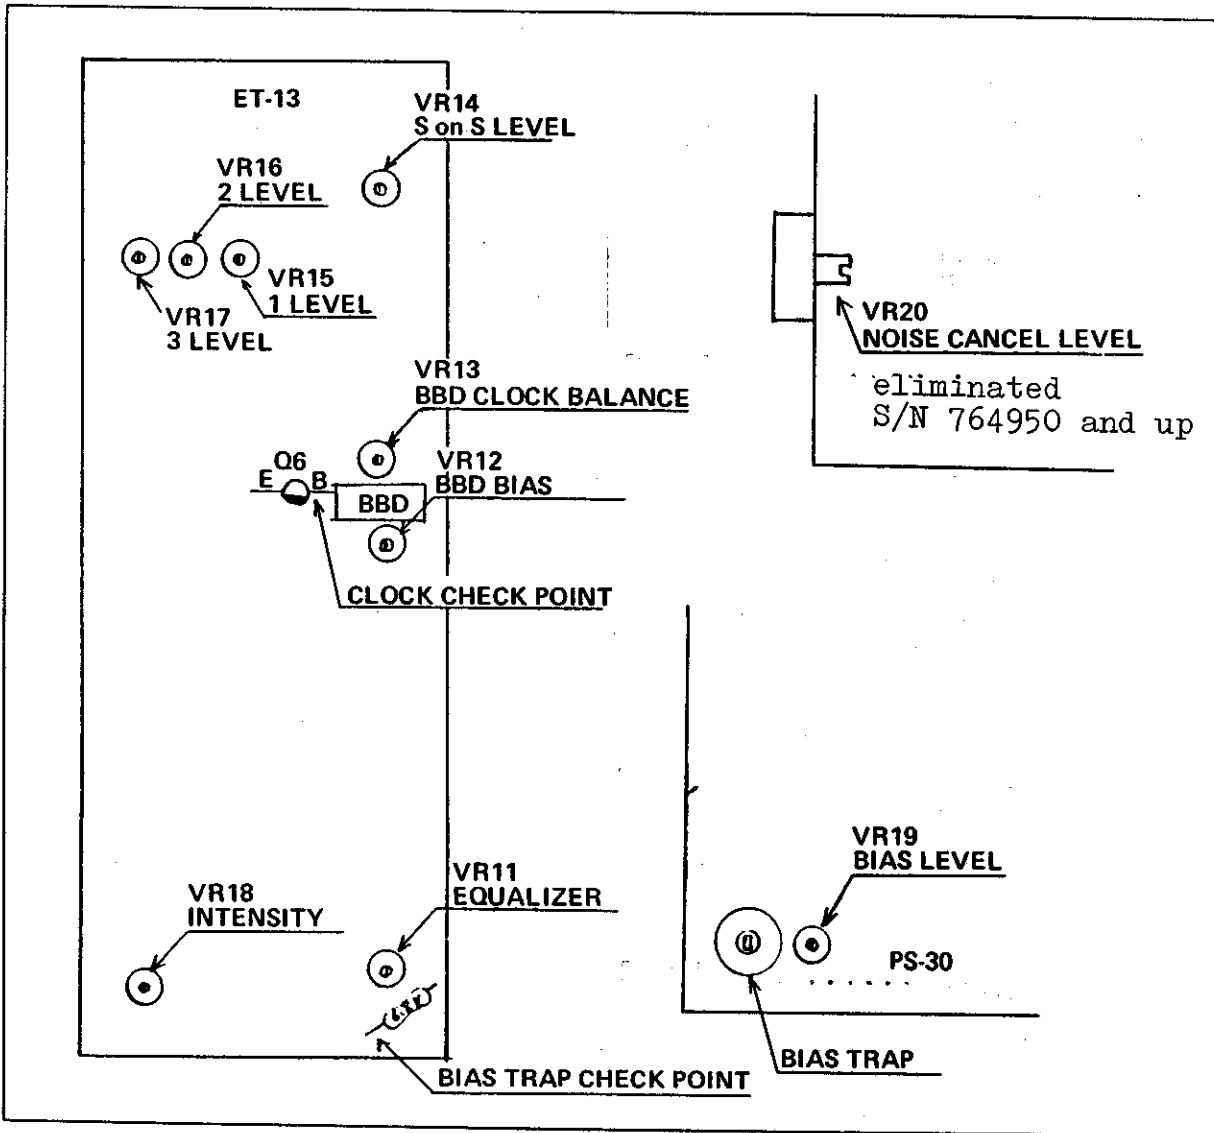 ET-13
VR14
S on S LEVEL
VR16
2 LEVEL
VR15
1 LEVEL
VR17
3 LEVEL
VR20
NOISE CANCEL LEVEL
eliminated
S/N 764950 and up
VR13
BBD CLOCK BALANCE
Q6
E B
VR12
BBD BIAS
BBD
CLOCK CHECK POINT
VR19
BIAS LEVEL
VR11
EQUALIZER
VR18
INTENSITY
PS-30
6.8K
BIAS TRAP
BIAS TRAP CHECK POINT